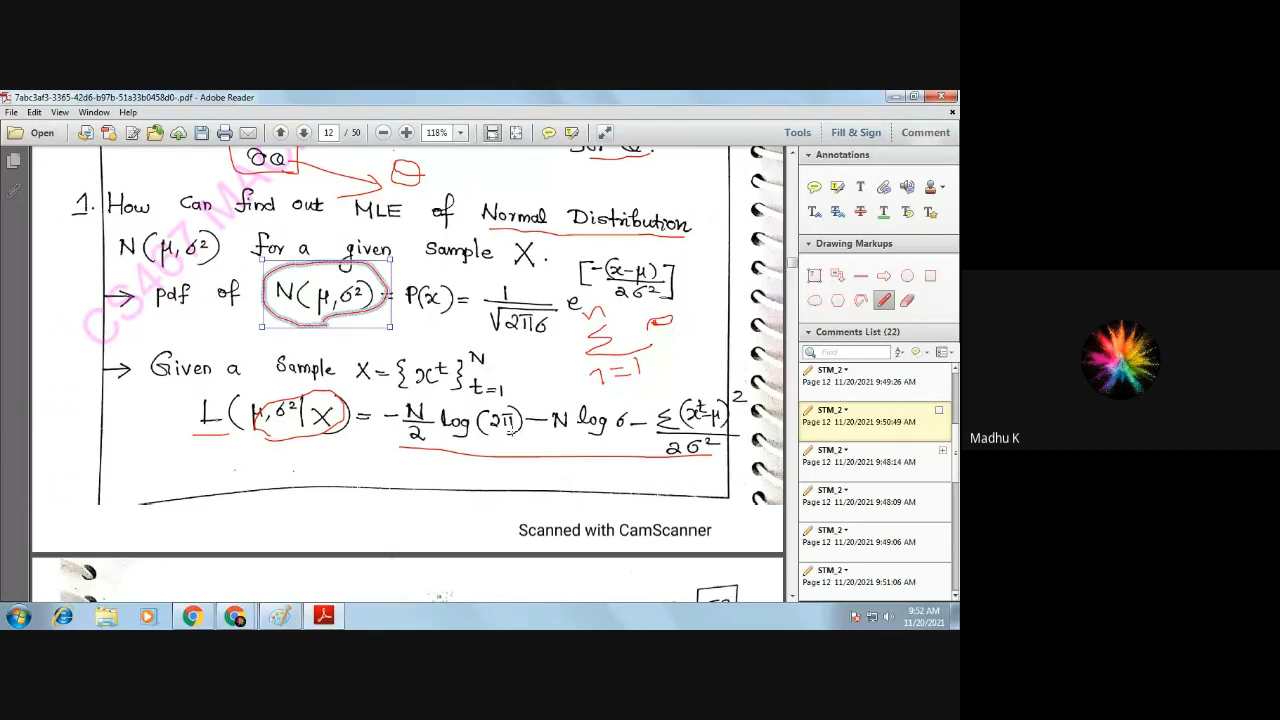 7abc3af3-3365-42d6-b97b-51a33b0458d0-.pdf - Adobe Reader
File Edit View Window Help
Open 12 / 50 118% Tools Fill & Sign Comment
Annotations
Drawing Markups
Comments List (22)
Find
STM_2
Page 12 11/20/2021 9:49:26 AM
STM_2
Page 12 11/20/2021 9:50:49 AM
STM_2
Page 12 11/20/2021 9:48:14 AM
STM_2
Page 12 11/20/2021 9:48:09 AM
STM_2
Page 12 11/20/2021 9:49:06 AM
STM_2
Page 12 11/20/2021 9:51:06 AM
θ
1. How can find out MLE of Normal Distribution
N(μ,σ²) for a given sample X.
→ pdf of N(μ,σ²) = P(x) = 1/√2πσ e^[-(x-μ)/2σ²]
n
Σ
n=1
→ Given a sample X = {x^t}^N_t=1
L(μ,σ²|X) = -N/2 log(2π) - N log σ - Σ(x^t-μ)²/2σ²
Scanned with CamScanner
Madhu K
9:52 AM
11/20/2021